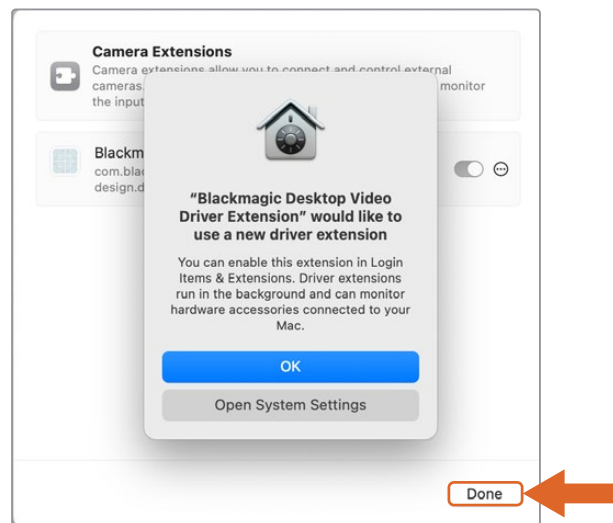 Camera Extensions
Camera extensions allow you to connect and control external
cameras
monitor
the input
Blackm
com.blac
design.d
“Blackmagic Desktop Video
Driver Extension” would like to
use a new driver extension
You can enable this extension in Login
Items & Extensions. Driver extensions
run in the background and can monitor
hardware accessories connected to your
Mac.
OK
Open System Settings
Done